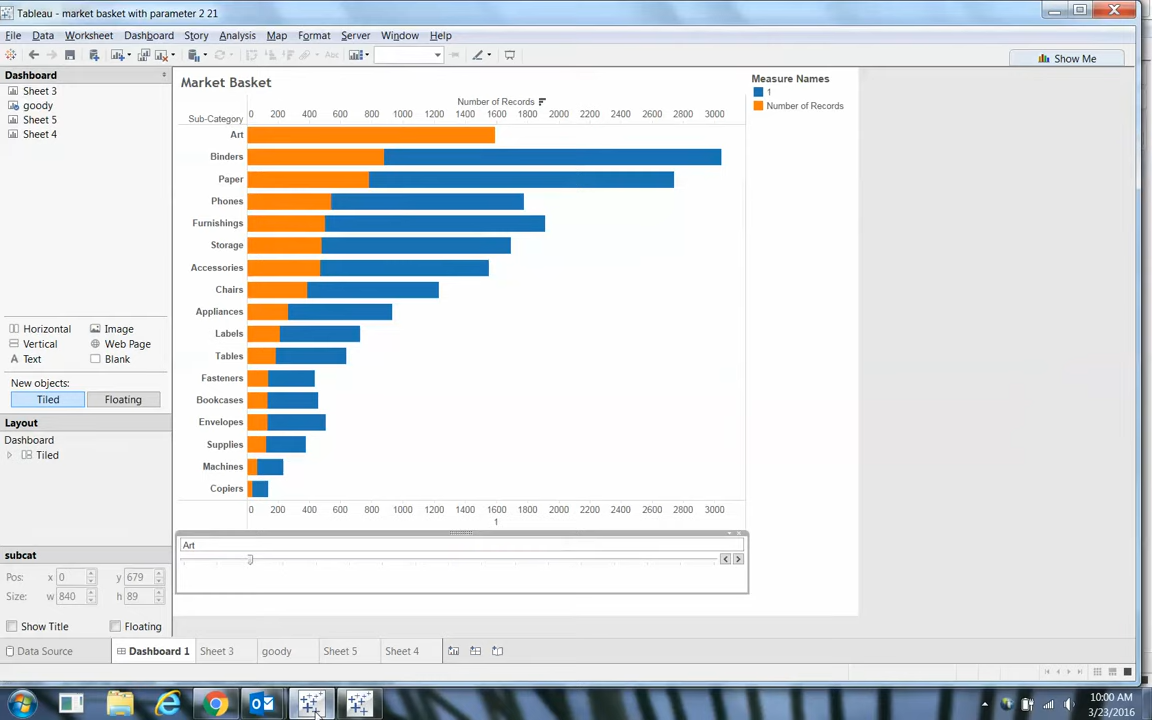 Tableau - market basket with parameter 2 21
File Data Worksheet Dashboard Story Analysis Map Format Server Window Help
Show Me
Dashboard
Sheet 3
goody
Sheet 5
Sheet 4
Horizontal Image
Vertical Web Page
Text Blank
New objects:
Tiled Floating
Layout
Dashboard
Tiled
subcat
Pos: x 0 y 679
Size: w 840 h 89
Show Title Floating
Market Basket
Number of Records
Sub-Category 0 200 400 600 800 1000 1200 1400 1600 1800 2000 2200 2400 2600 2800 3000
Art
Binders
Paper
Phones
Furnishings
Storage
Accessories
Chairs
Appliances
Labels
Tables
Fasteners
Bookcases
Envelopes
Supplies
Machines
Copiers
0 200 400 600 800 1000 1200 1400 1600 1800 2000 2200 2400 2600 2800 3000
1
Art
Measure Names
1
Number of Records
Data Source Dashboard 1 Sheet 3 goody Sheet 5 Sheet 4
10:00 AM
3/23/2016